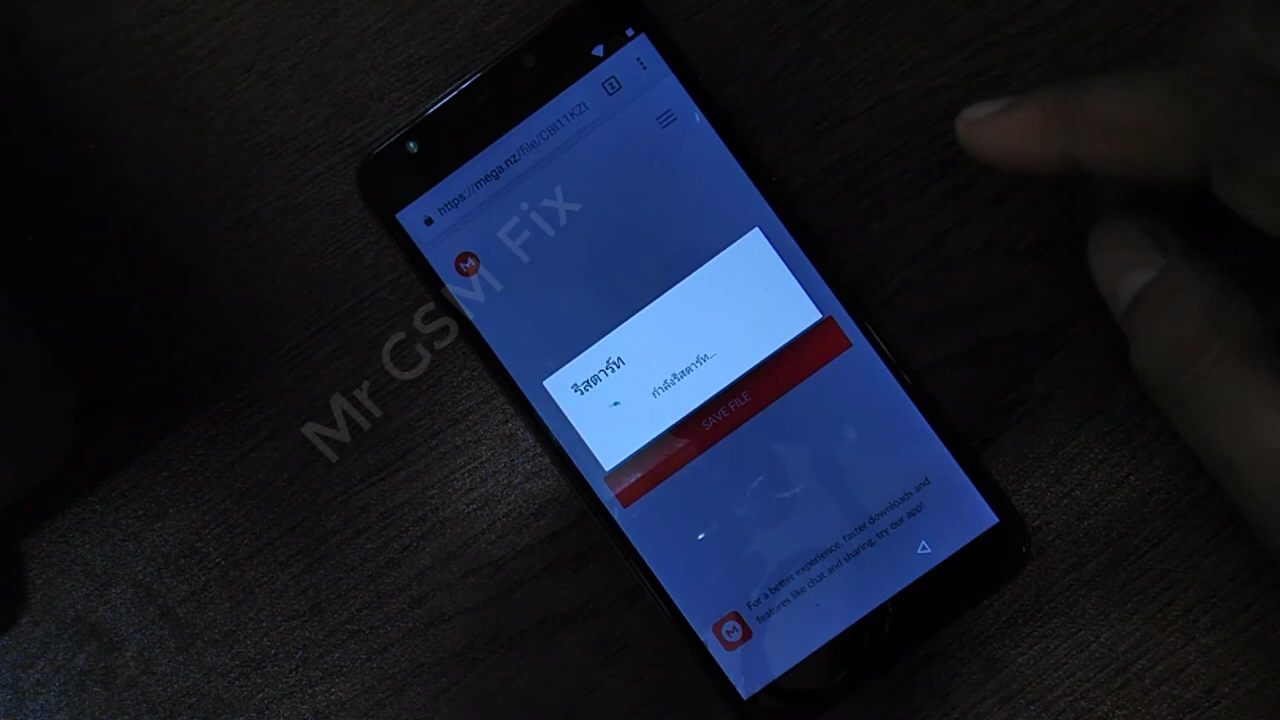 2
https://mega.nz/file/CBI11KZt
M
Mr GSM Fix
รีสตาร์ท
กำลังรีสตาร์ท...
SAVE FILE
For a better experience, faster downloads and
features like chat and sharing, try our app!
M